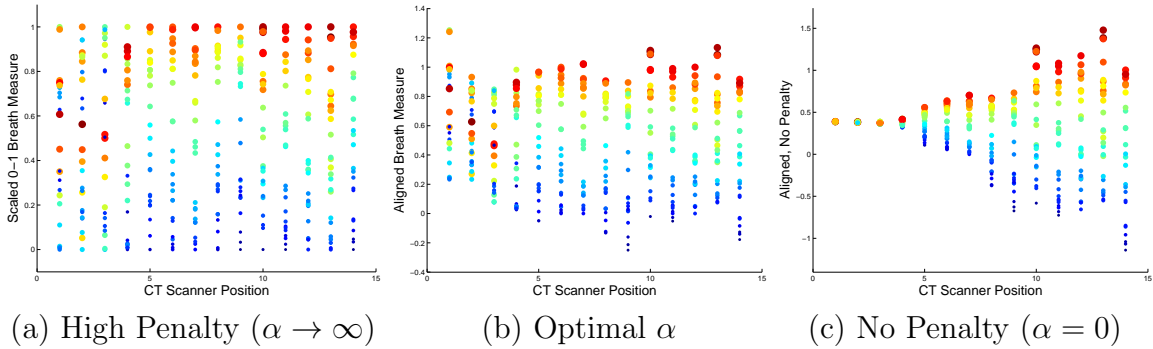 Scaled 0−1 Breath Measure
1
0.8
0.6
0.4
0.2
0
0 5 10 15
CT Scanner Position
Aligned Breath Measure
1.4
1.2
1
0.8
0.6
0.4
0.2
0
−0.2
−0.4
0 5 10 15
CT Scanner Position
Aligned, No Penalty
1.5
1
0.5
0
−0.5
−1
0 5 10 15
CT Scanner Position
(a) High Penalty (α → ∞)
(b) Optimal α
(c) No Penalty (α = 0)